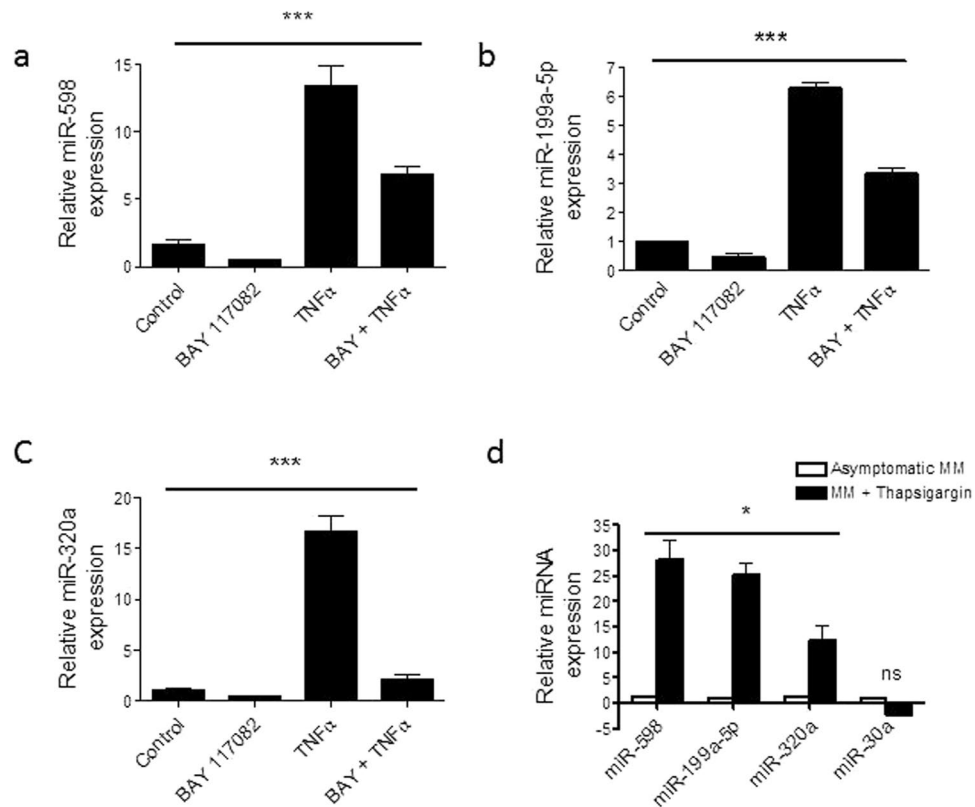 a
***
Relative miR-598
expression
15
10
5
0
Control
BAY 117082
TNFα
BAY + TNFα
b
***
Relative miR-199a-5p
expression
7
6
5
4
3
2
1
0
Control
BAY 117082
TNFα
BAY + TNFα
C
***
Relative miR-320a
expression
20
15
10
5
0
Control
BAY 117082
TNFα
BAY + TNFα
d
Asymptomatic MM
MM + Thapsigargin
*
ns
Relative miRNA
expression
35
30
25
20
15
10
5
0
-5
miR-598
miR-199a-5p
miR-320a
miR-30a